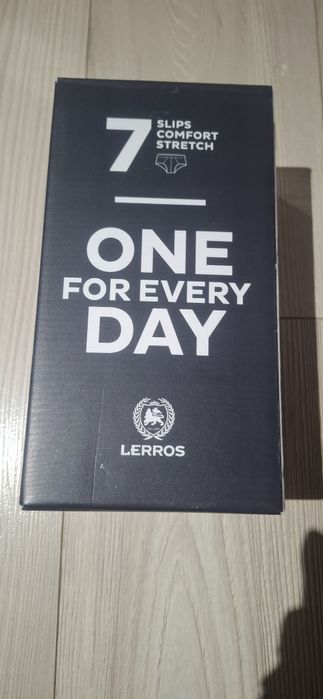 7
SLIPS
COMFORT
STRETCH
ONE
FOR EVERY
DAY
LERROS